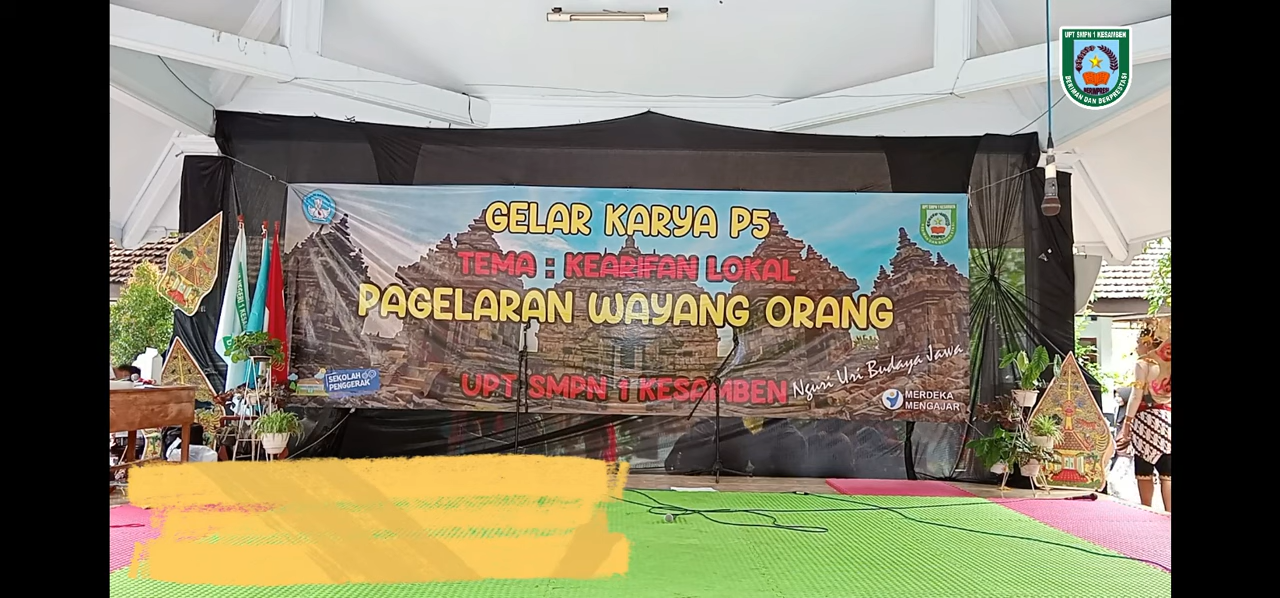 UPT SMPN 1 KESAMBEN
BERIMAN DAN BERPRESTASI
GELAR KARYA P5
TEMA : KEARIFAN LOKAL
PAGELARAN WAYANG ORANG
UPT SMPN 1 KESAMBEN
Nguri Uri Budaya Jawa
SEKOLAH
PENGGERAK
MERDEKA
MENGAJAR